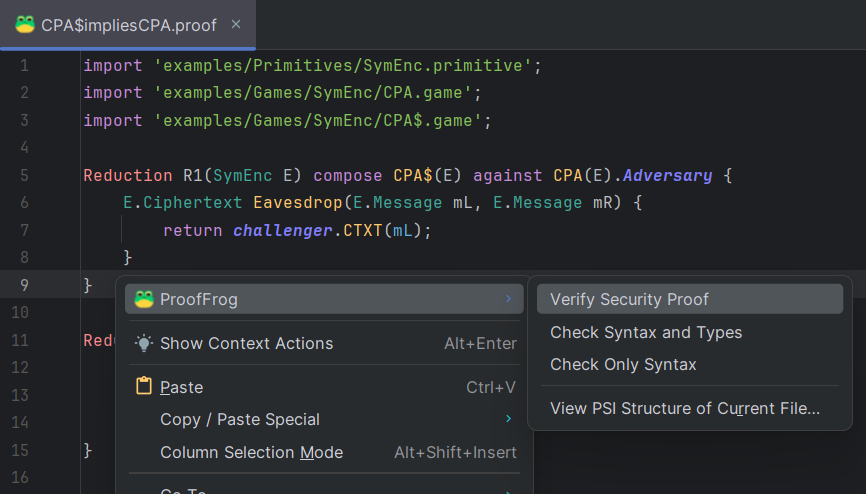 CPA$impliesCPA.proof ×
1 import 'examples/Primitives/SymEnc.primitive';
2 import 'examples/Games/SymEnc/CPA.game';
3 import 'examples/Games/SymEnc/CPA$.game';
4
5 Reduction R1(SymEnc E) compose CPA$(E) against CPA(E).Adversary {
6 E.Ciphertext Eavesdrop(E.Message mL, E.Message mR) {
7 return challenger.CTXT(mL);
8 }
9 }
10
11 Redu
12
13
14
15 }
16
ProofFrog
Show Context Actions Alt+Enter
Paste Ctrl+V
Copy / Paste Special
Column Selection Mode Alt+Shift+Insert
Go To
Verify Security Proof
Check Syntax and Types
Check Only Syntax
View PSI Structure of Current File...